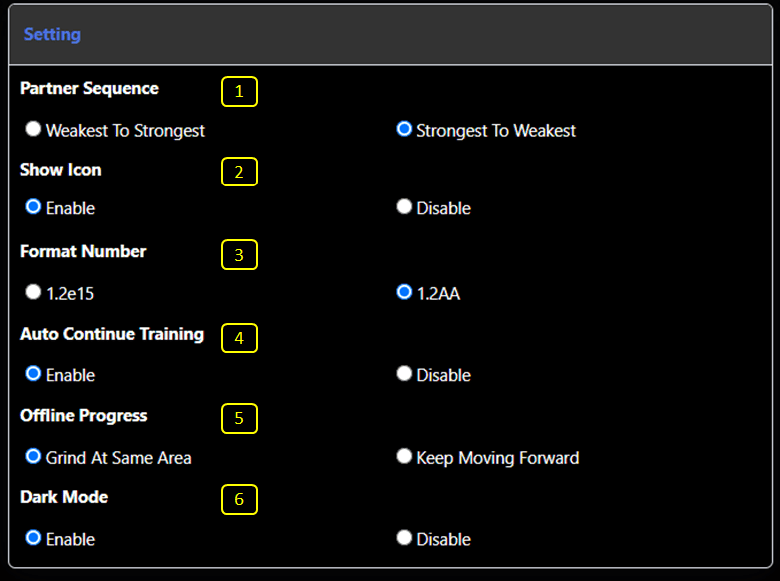 Setting
Partner Sequence 1
Weakest To Strongest Strongest To Weakest
Show Icon 2
Enable Disable
Format Number 3
1.2e15 1.2AA
Auto Continue Training 4
Enable Disable
Offline Progress 5
Grind At Same Area Keep Moving Forward
Dark Mode 6
Enable Disable